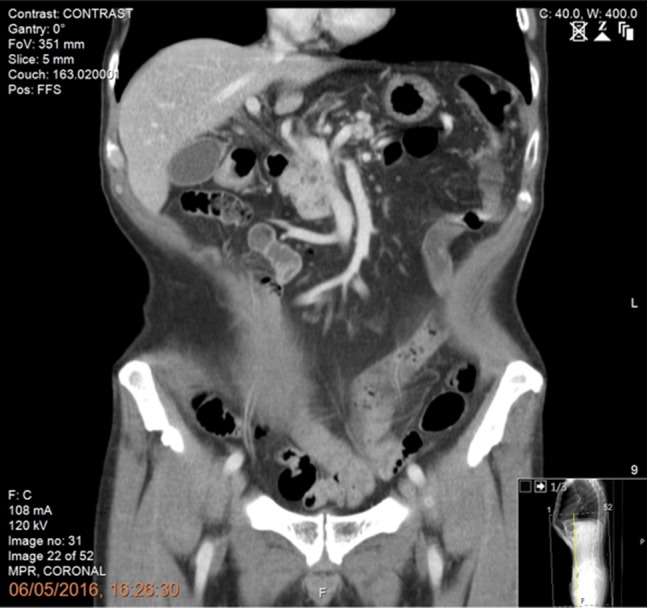 Contrast: CONTRAST
Gantry: 0°
FoV: 351 mm
Slice: 5 mm
Couch: 163.020001
Pos: FFS
C: 40.0, W: 400.0
Z
L
9
1/3
1
52
P
F
F: C
108 mA
120 kV
Image no: 31
Image 22 of 52
MPR, CORONAL
06/05/2016, 16:26:30
F